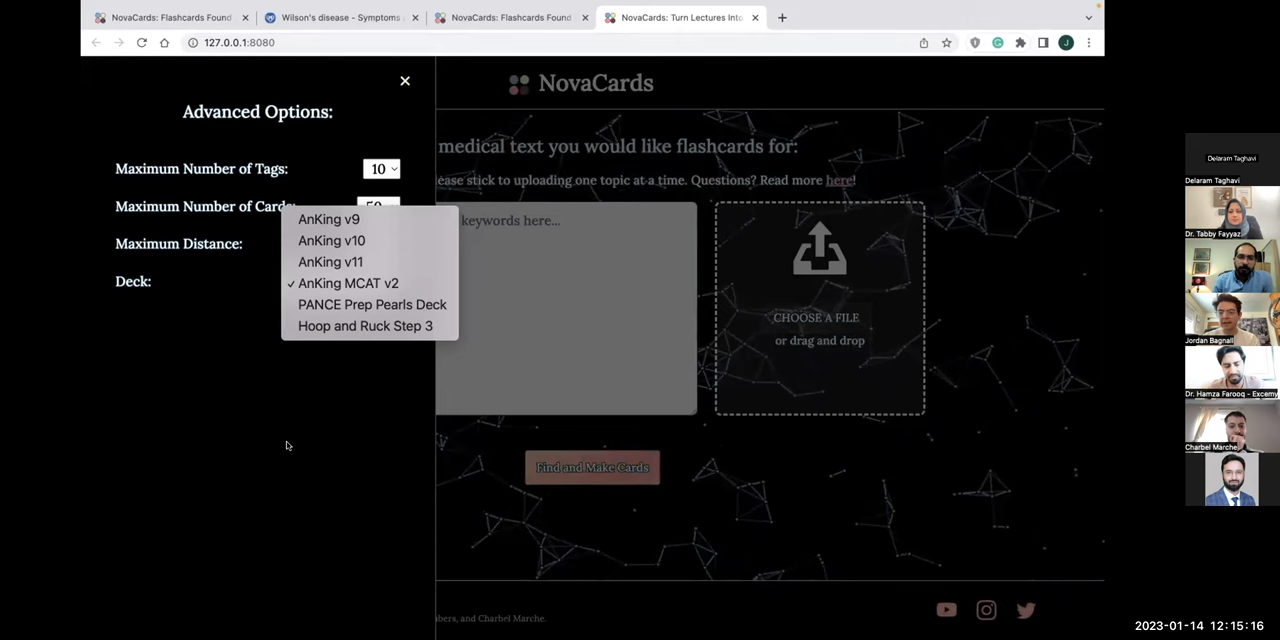 NovaCards: Flashcards Found
Wilson's disease - Symptoms
NovaCards: Flashcards Found
NovaCards: Turn Lectures Into
127.0.0.1:8080
J
NovaCards
Advanced Options:
medical text you would like flashcards for:
Maximum Number of Tags:
10
ease stick to uploading one topic at a time. Questions? Read more here!
Maximum Number of Cards:
50
keywords here...
Maximum Distance:
Deck:
AnKing v9
AnKing v10
AnKing v11
✓ AnKing MCAT v2
PANCE Prep Pearls Deck
Hoop and Ruck Step 3
CHOOSE A FILE
or drag and drop
Find and Make Cards
bers, and Charbel Marche.
Delaram Taghavi
Delaram Taghavi
Dr. Tabby Fayyaz
Jordan Bagnall
Dr. Hamza Farooq - Excemy
Charbel Marche
2023-01-14 12:15:16